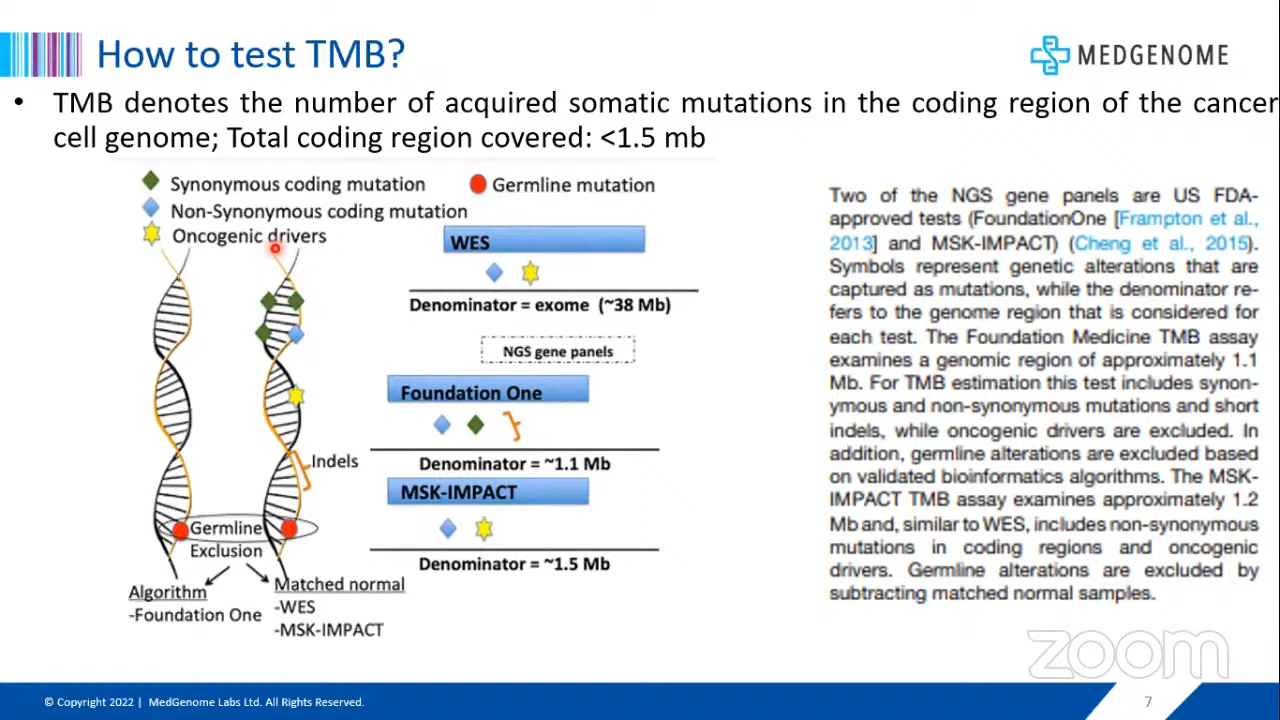 How to test TMB?
MEDGENOME
• TMB denotes the number of acquired somatic mutations in the coding region of the cancer
cell genome; Total coding region covered: <1.5 mb
Synonymous coding mutation
Germline mutation
Non-Synonymous coding mutation
Oncogenic drivers
WES
Denominator = exome (~38 Mb)
NGS gene panels
Foundation One
Denominator = ~1.1 Mb
MSK-IMPACT
Denominator = ~1.5 Mb
Indels
Germline
Exclusion
Algorithm
-Foundation One
Matched normal
-WES
-MSK-IMPACT
Two of the NGS gene panels are US FDA-
approved tests (FoundationOne [Frampton et al.,
2013] and MSK-IMPACT) (Cheng et al., 2015).
Symbols represent genetic alterations that are
captured as mutations, while the denominator re-
fers to the genome region that is considered for
each test. The Foundation Medicine TMB assay
examines a genomic region of approximately 1.1
Mb. For TMB estimation this test includes synon-
ymous and non-synonymous mutations and short
indels, while oncogenic drivers are excluded. In
addition, germline alterations are excluded based
on validated bioinformatics algorithms. The MSK-
IMPACT TMB assay examines approximately 1.2
Mb and, similar to WES, includes non-synonymous
mutations in coding regions and oncogenic
drivers. Germline alterations are excluded by
subtracting matched normal samples.
zoom
© Copyright 2022 | MedGenome Labs Ltd. All Rights Reserved.
7